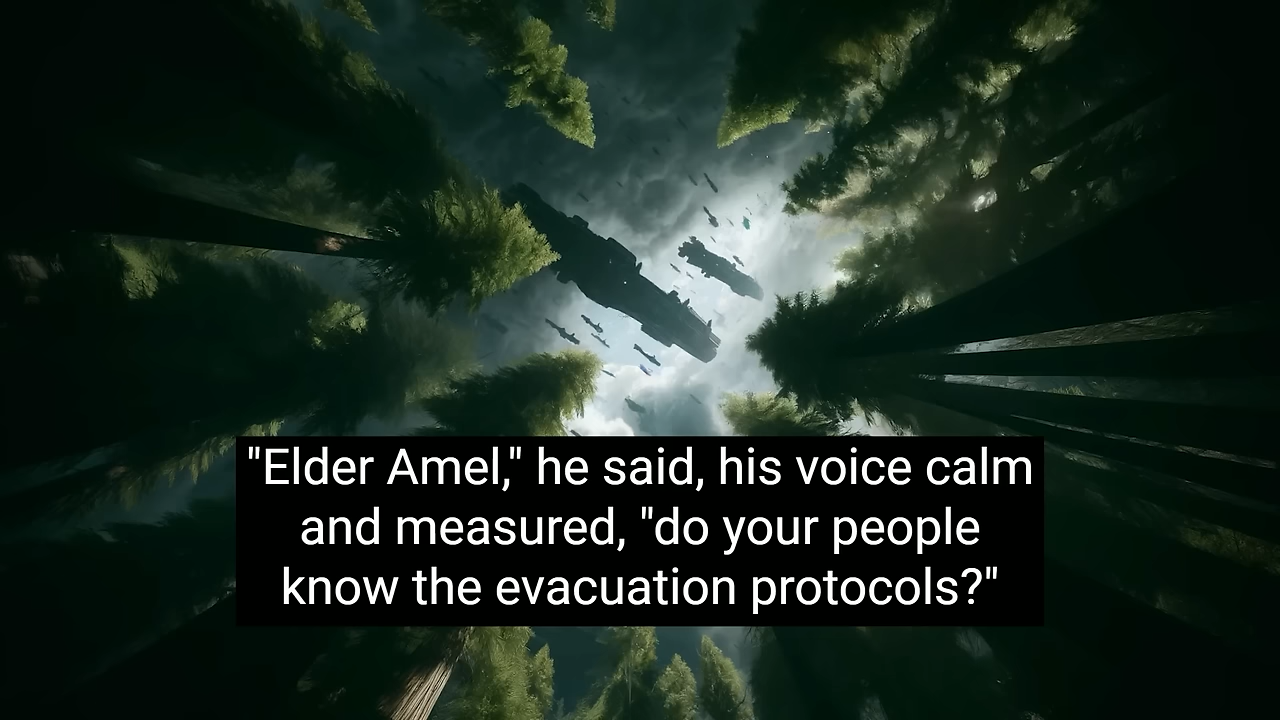 "Elder Amel," he said, his voice calm
and measured, "do your people
know the evacuation protocols?"